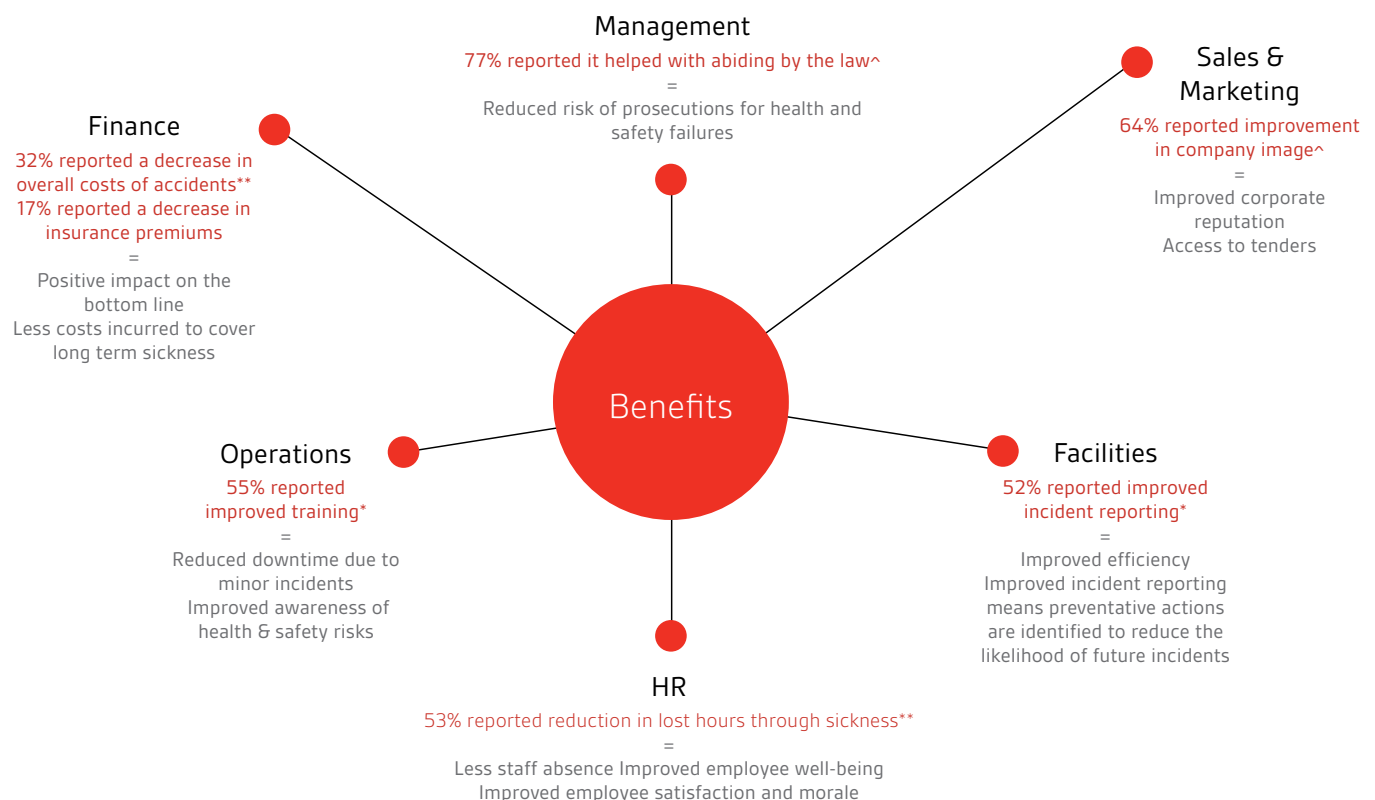 Management
77% reported it helped with abiding by the law^
=
Reduced risk of prosecutions for health and
safety failures
Sales &
Marketing
64% reported improvement
in company image^
=
Improved corporate
reputation
Access to tenders
Finance
32% reported a decrease in
overall costs of accidents**
17% reported a decrease in
insurance premiums
=
Positive impact on the
bottom line
Less costs incurred to cover
long term sickness
Benefits
Operations
55% reported
improved training*
=
Reduced downtime due to
minor incidents
Improved awareness of
health & safety risks
Facilities
52% reported improved
incident reporting*
=
Improved efficiency
Improved incident reporting
means preventative actions
are identified to reduce the
likelihood of future incidents
HR
53% reported reduction in lost hours through sickness**
=
Less staff absence Improved employee well-being
Improved employee satisfaction and morale